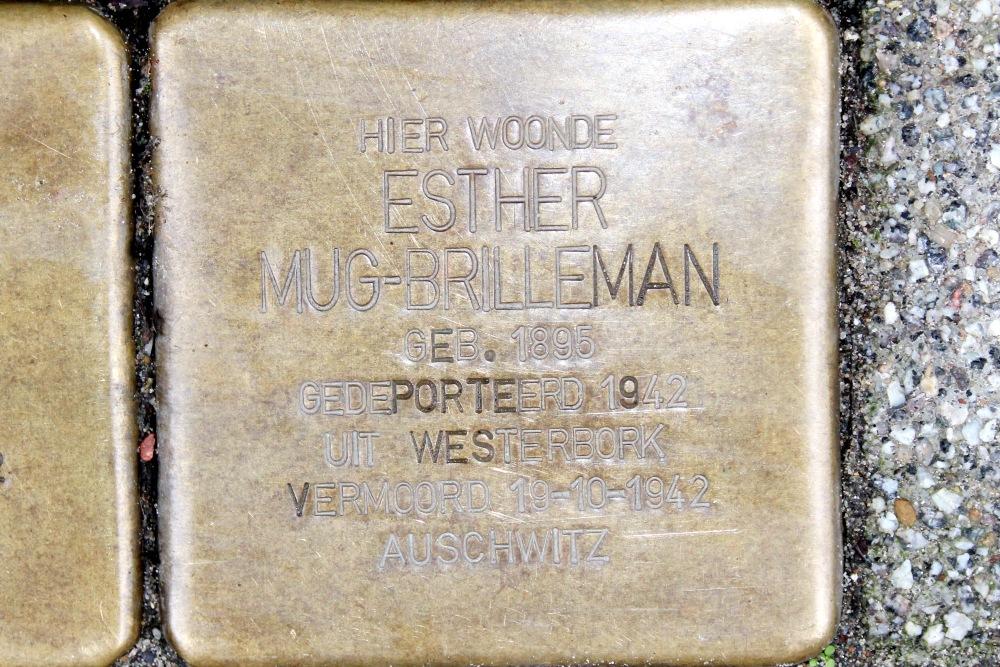 HIER WOONDE
ESTHER
MUG-BRILLEMAN
GEB. 1895
GEDEPORTEERD 1942
UIT WESTERBORK
VERMOORD 19-10-1942
AUSCHWITZ